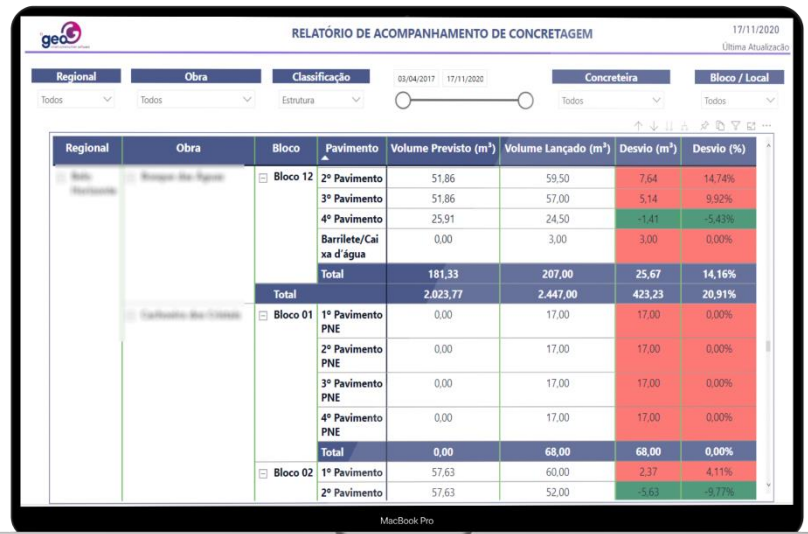 geo
RELATÓRIO DE ACOMPANHAMENTO DE CONCRETAGEM
17/11/2020
Última Atualização
Regional Obra Classificação 03/04/2017 17/11/2020 Concreteira Bloco / Local
Todos Todos Estrutura Todos Todos
Regional Obra Bloco Pavimento Volume Previsto (m³) Volume Lançado (m³) Desvio (m³) Desvio (%)
Bloco 12 2º Pavimento 51,86 59,50 7,64 14,74%
3º Pavimento 51,86 57,00 5,14 9,92%
4º Pavimento 25,91 24,50 -1,41 -5,43%
Barrilete/Cai 0,00 3,00 3,00 0,00%
xa d'água
Total 181,33 207,00 25,67 14,16%
Total 2.023,77 2.447,00 423,23 20,91%
Bloco 01 1º Pavimento 0,00 17,00 17,00 0,00%
PNE
2º Pavimento 0,00 17,00 17,00 0,00%
PNE
3º Pavimento 0,00 17,00 17,00 0,00%
PNE
4º Pavimento 0,00 17,00 17,00 0,00%
PNE
Total 0,00 68,00 68,00 0,00%
Bloco 02 1º Pavimento 57,63 60,00 2,37 4,11%
2º Pavimento 57,63 52,00 -5,63 -9,77%
MacBook Pro